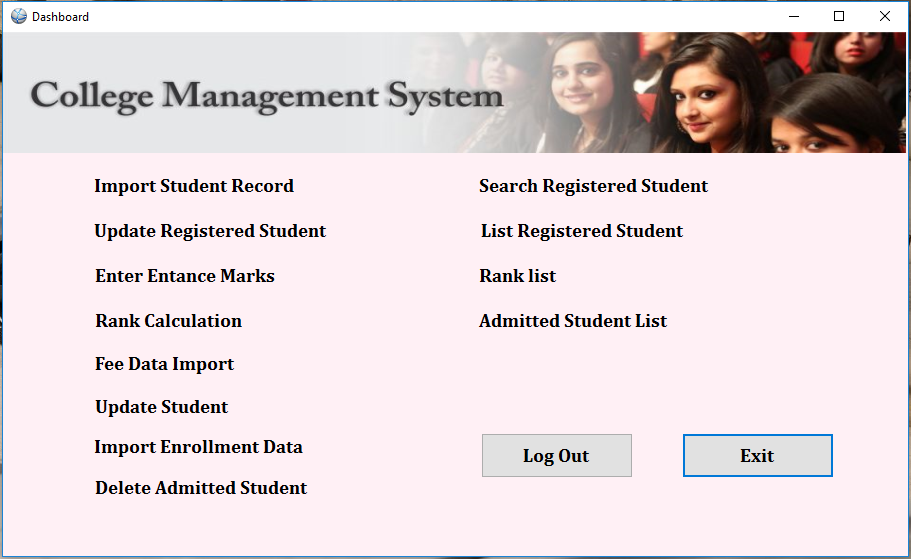 Dashboard
College Management System
Import Student Record
Update Registered Student
Enter Entance Marks
Rank Calculation
Fee Data Import
Update Student
Import Enrollment Data
Delete Admitted Student
Search Registered Student
List Registered Student
Rank list
Admitted Student List
Log Out
Exit